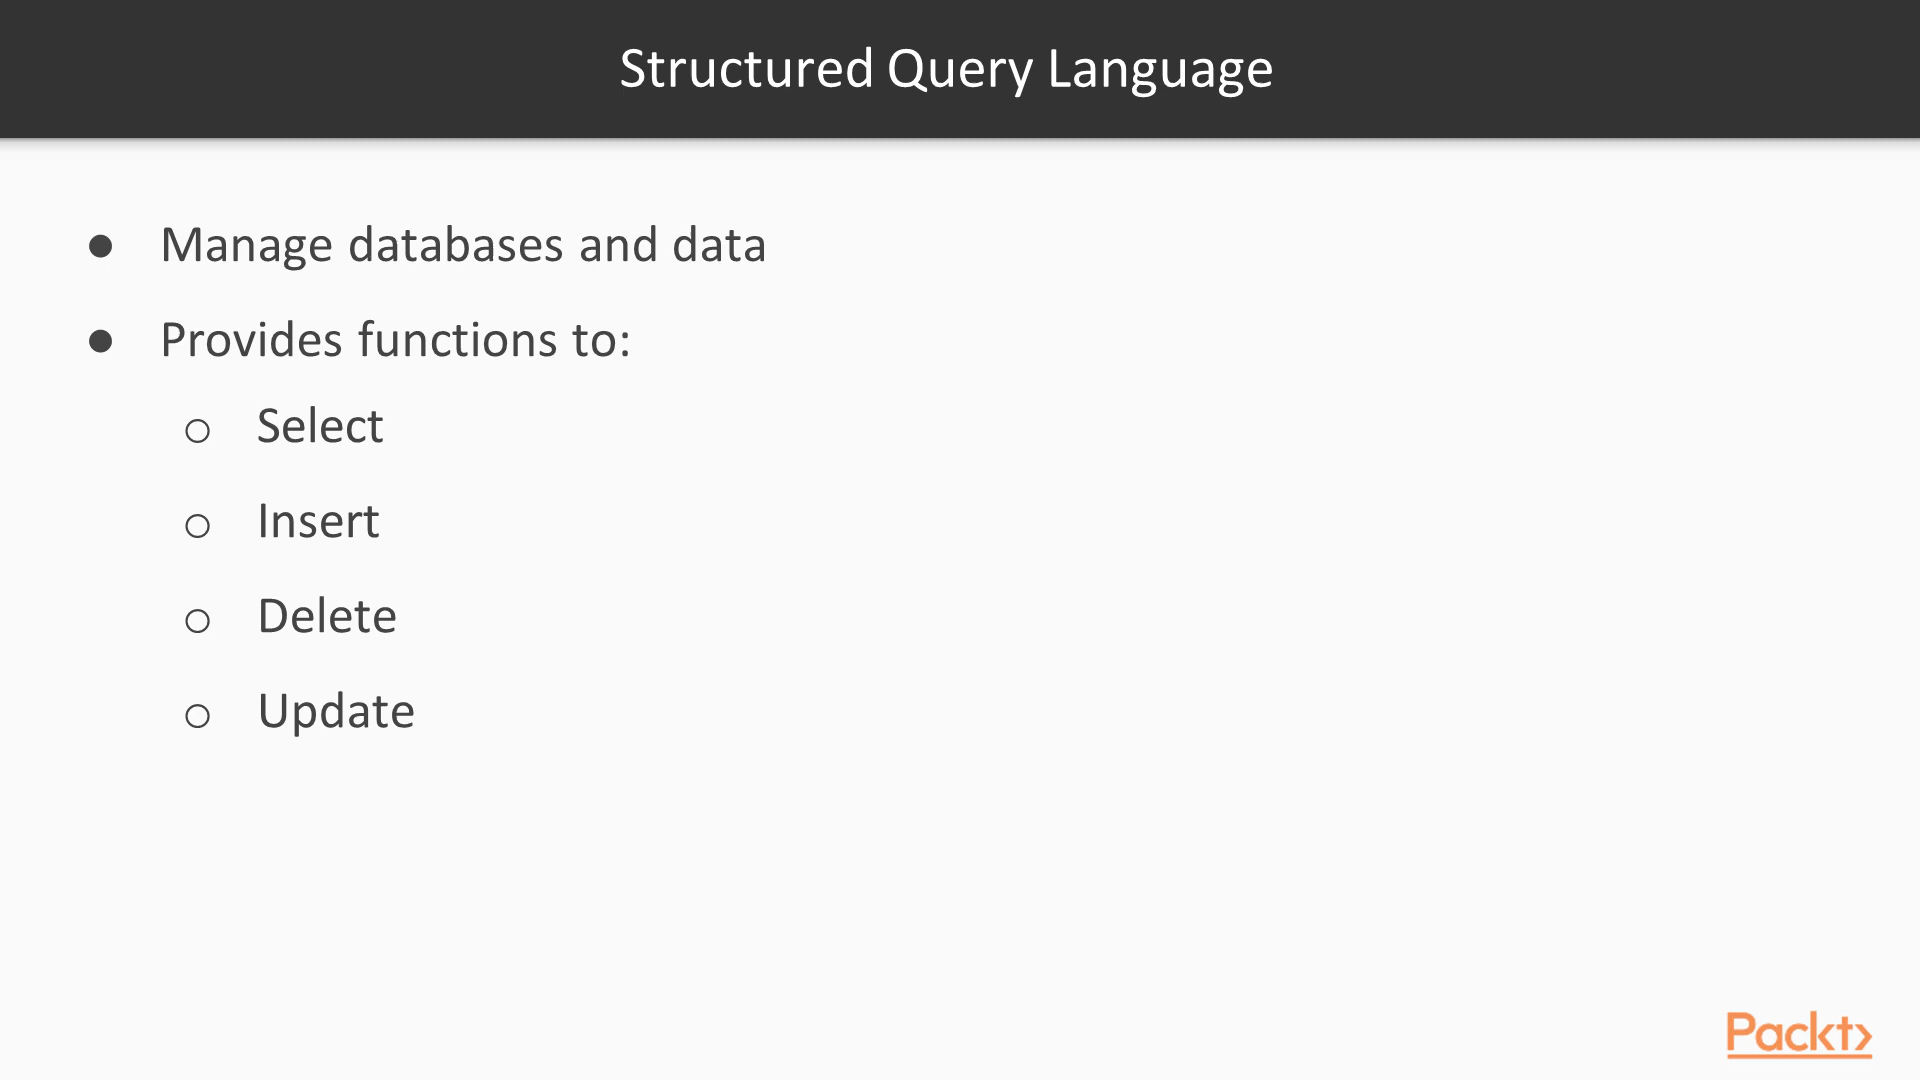 Structured Query Language
● Manage databases and data
● Provides functions to:
○ Select
○ Insert
○ Delete
○ Update
Packt>